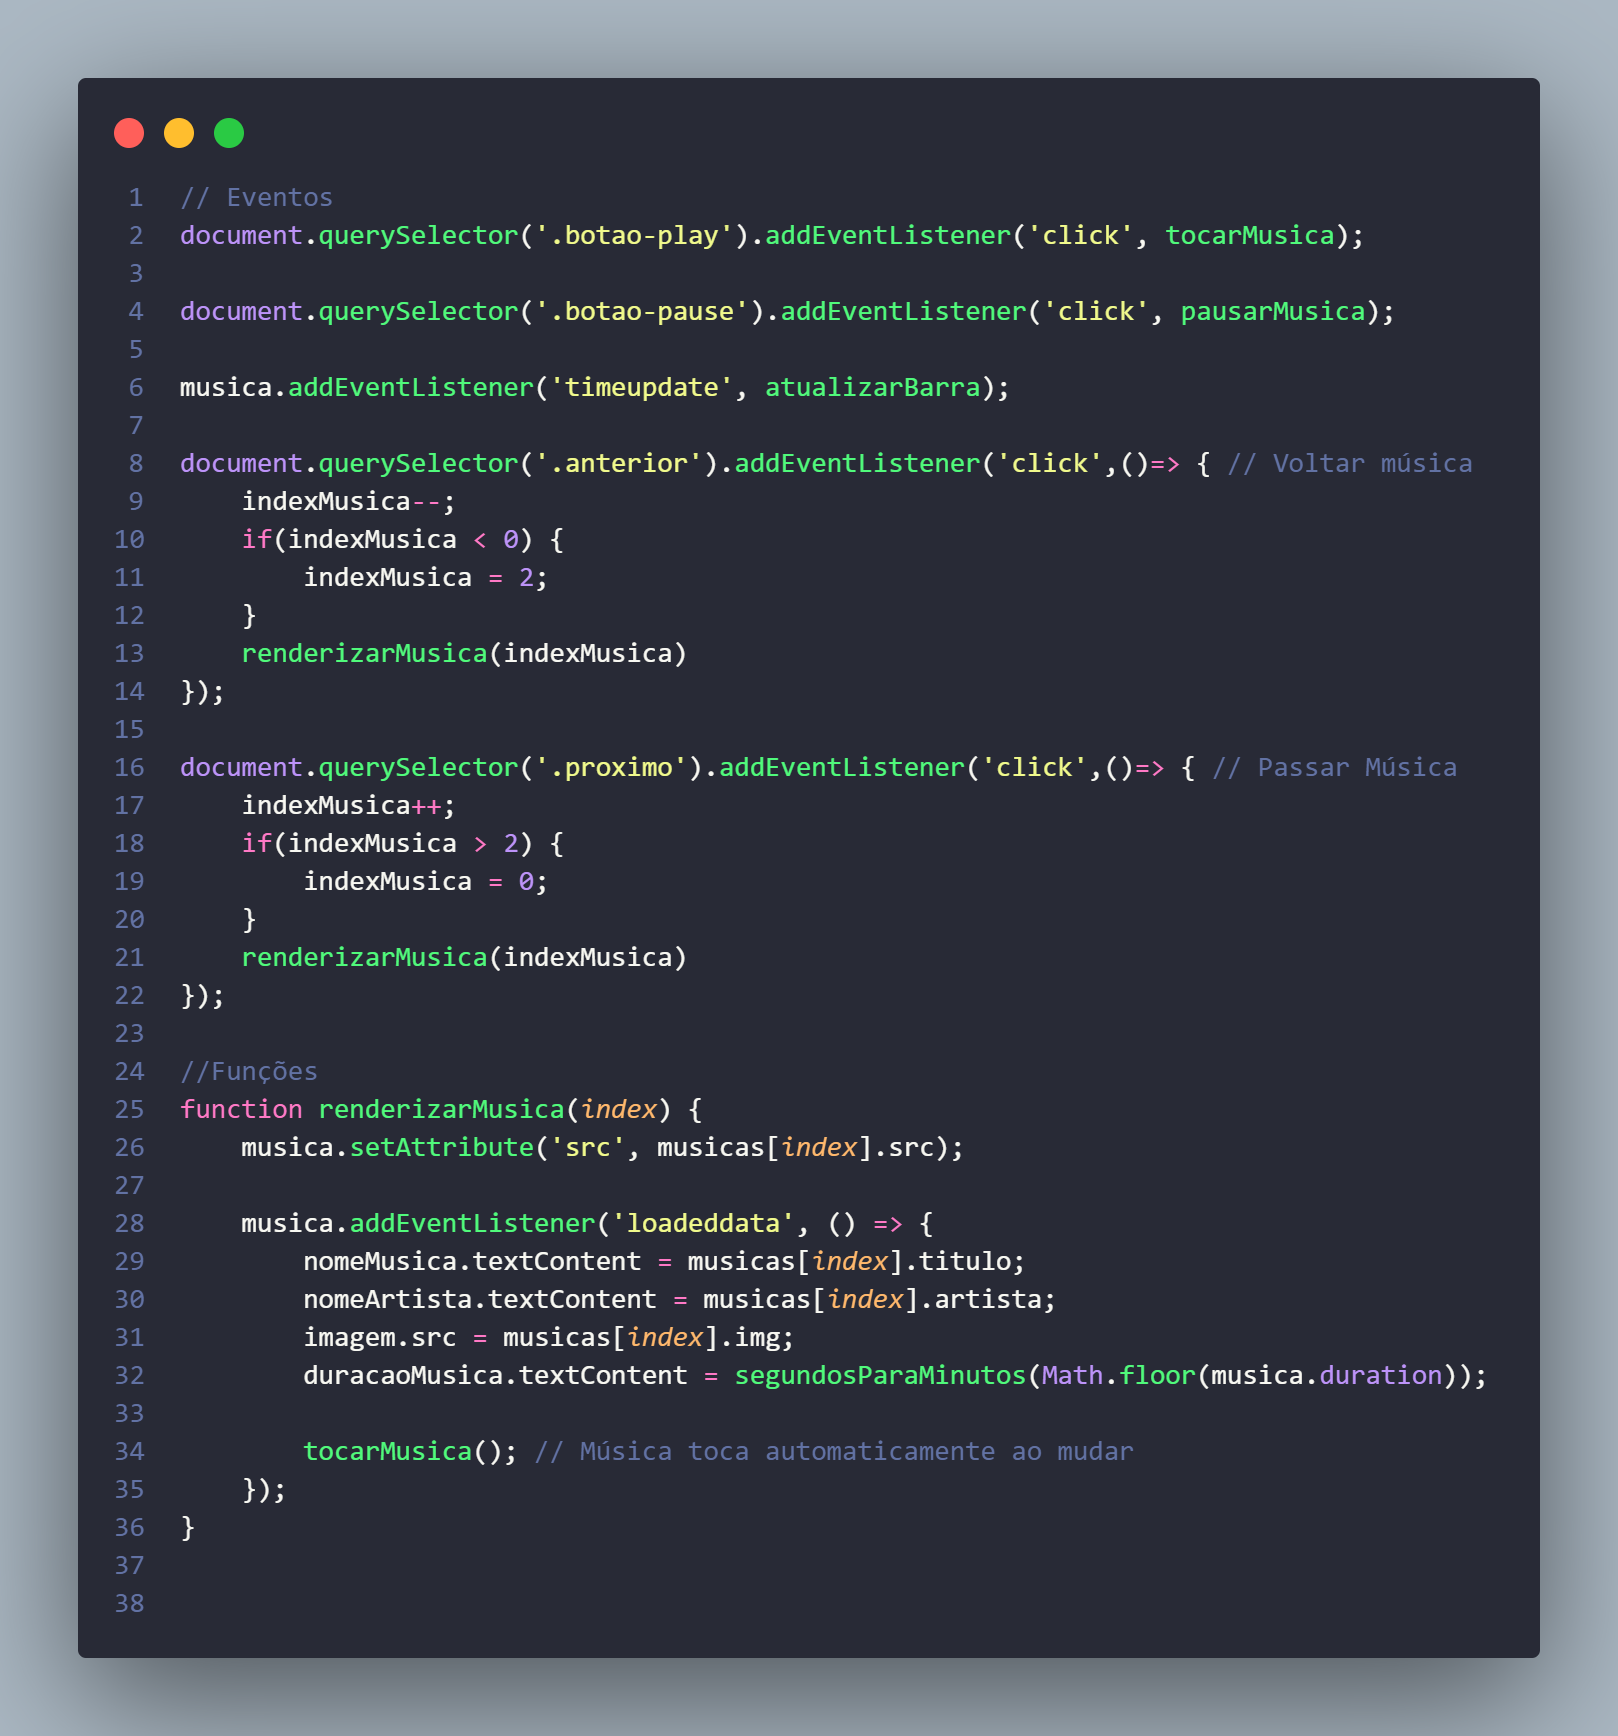 1 // Eventos
2 document.querySelector('.botao-play').addEventListener('click', tocarMusica);
3
4 document.querySelector('.botao-pause').addEventListener('click', pausarMusica);
5
6 musica.addEventListener('timeupdate', atualizarBarra);
7
8 document.querySelector('.anterior').addEventListener('click',()=> { // Voltar música
9     indexMusica--;
10     if(indexMusica < 0) {
11         indexMusica = 2;
12     }
13     renderizarMusica(indexMusica)
14 });
15
16 document.querySelector('.proximo').addEventListener('click',()=> { // Passar Música
17     indexMusica++;
18     if(indexMusica > 2) {
19         indexMusica = 0;
20     }
21     renderizarMusica(indexMusica)
22 });
23
24 //Funções
25 function renderizarMusica(index) {
26     musica.setAttribute('src', musicas[index].src);
27
28     musica.addEventListener('loadeddata', () => {
29         nomeMusica.textContent = musicas[index].titulo;
30         nomeArtista.textContent = musicas[index].artista;
31         imagem.src = musicas[index].img;
32         duracaoMusica.textContent = segundosParaMinutos(Math.floor(musica.duration));
33
34         tocarMusica(); // Música toca automaticamente ao mudar
35     });
36 }
37
38